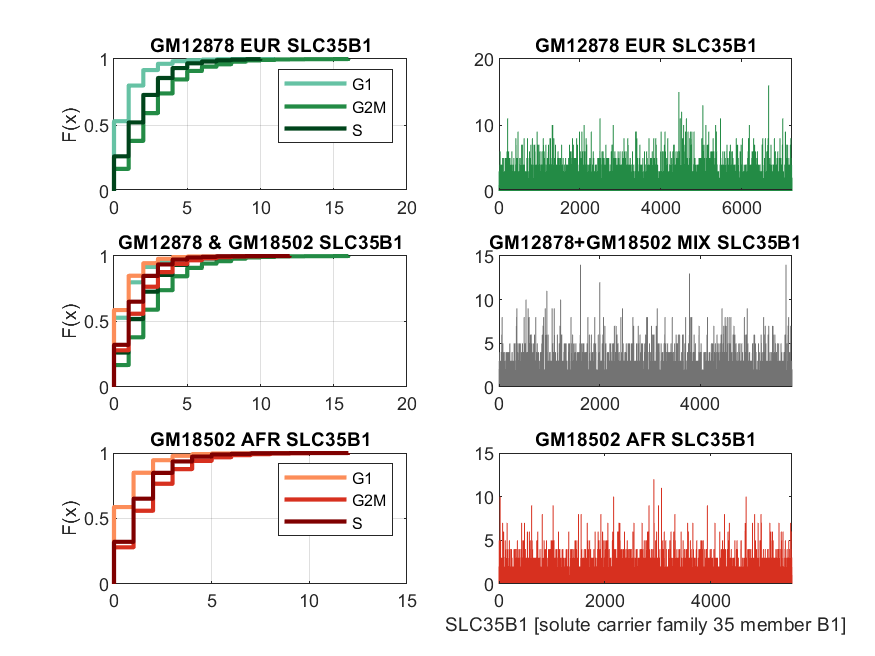 GM12878 EUR SLC35B1
F(x)
1
0.5
0
0
5
10
15
20
G1
G2M
S
GM12878 EUR SLC35B1
20
10
0
0
2000
4000
6000
GM12878 & GM18502 SLC35B1
F(x)
1
0.5
0
0
5
10
15
20
GM12878+GM18502 MIX SLC35B1
15
10
5
0
0
2000
4000
GM18502 AFR SLC35B1
F(x)
1
0.5
0
0
5
10
15
G1
G2M
S
GM18502 AFR SLC35B1
15
10
5
0
0
2000
4000
SLC35B1 [solute carrier family 35 member B1]